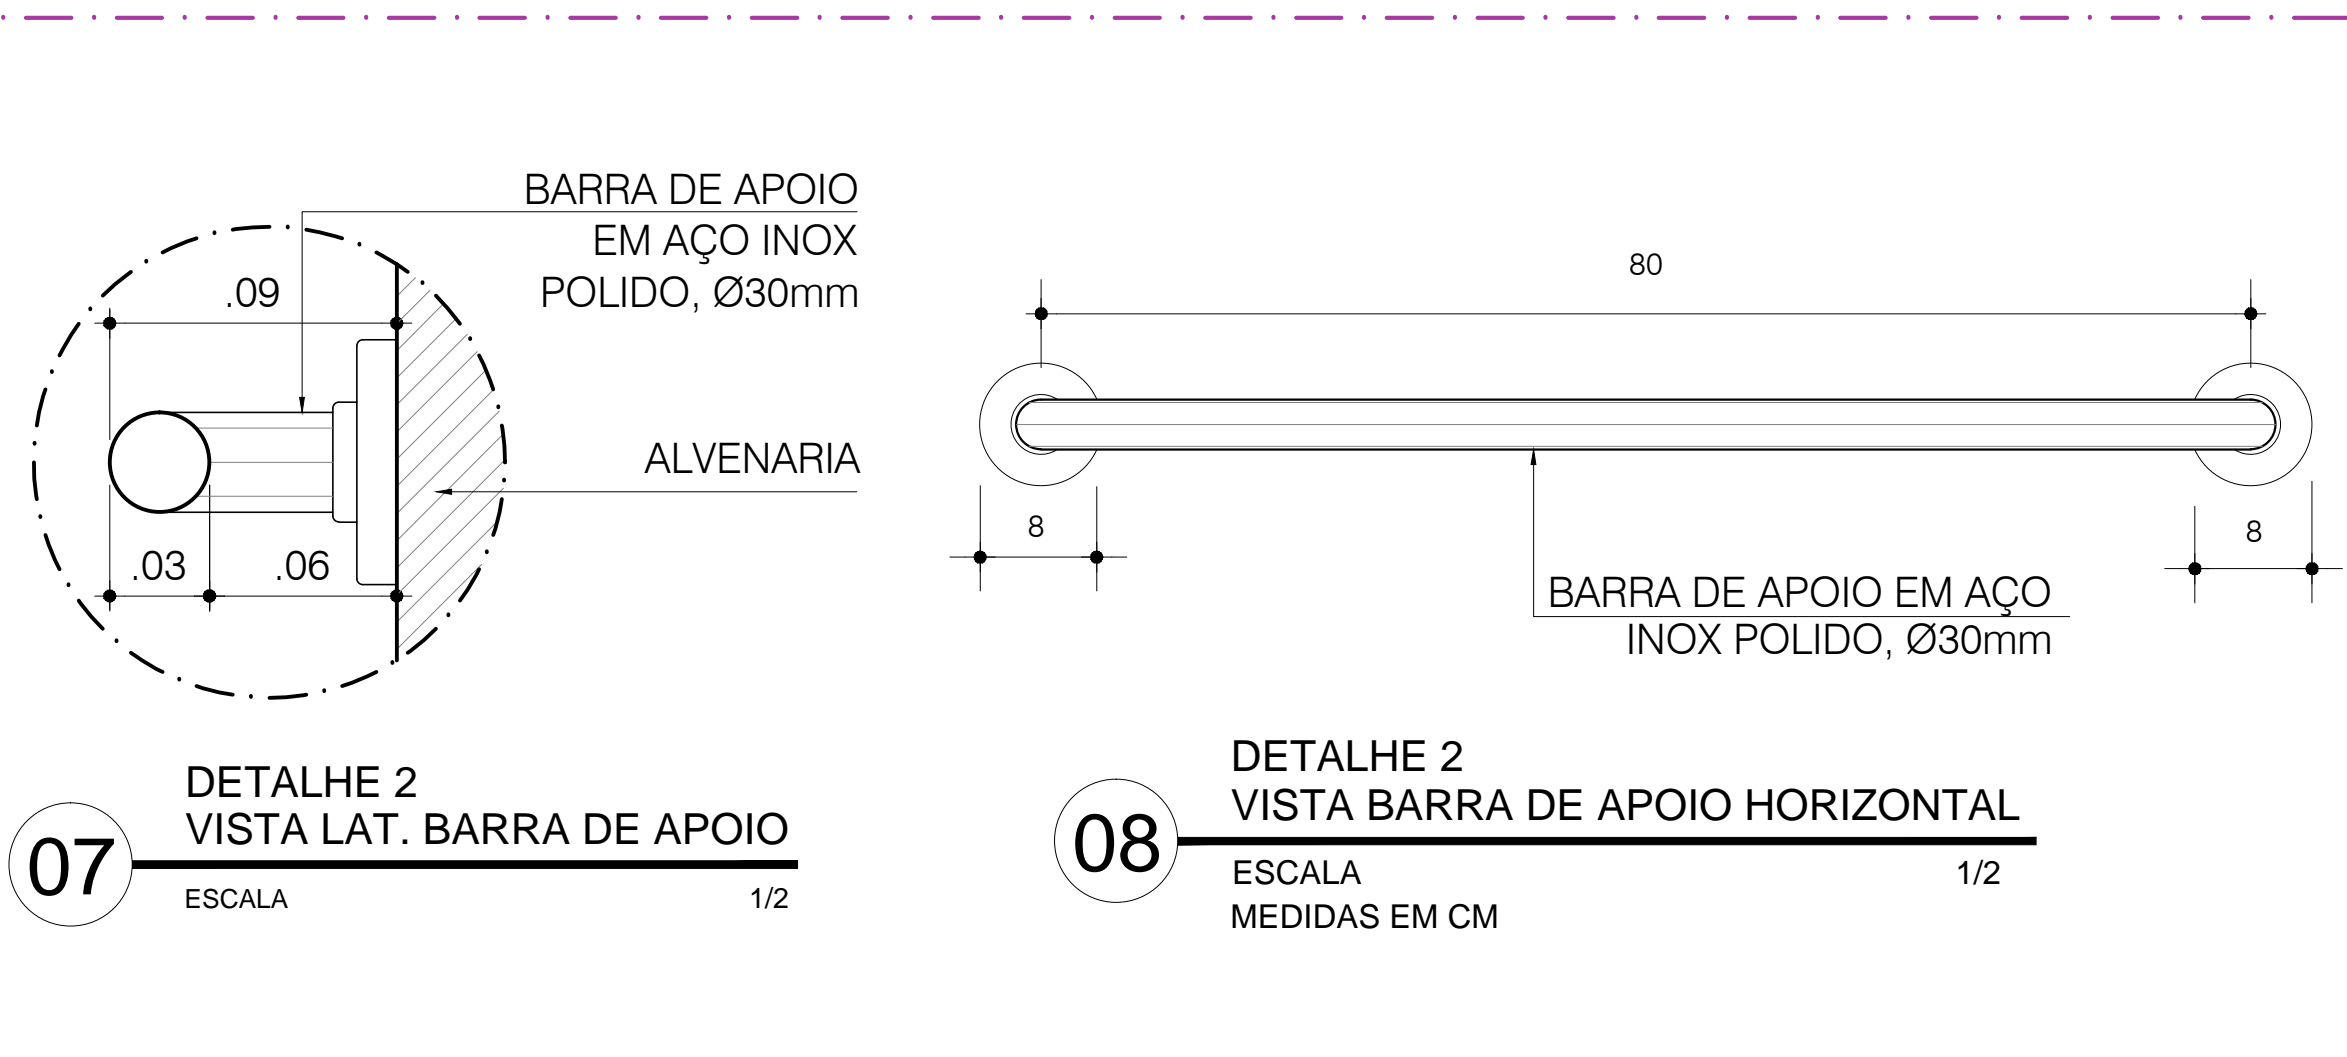 BARRA DE APOIO
EM AÇO INOX
POLIDO, Ø30mm
.09
ALVENARIA
.03
.06
DETALHE 2
VISTA LAT. BARRA DE APOIO
07
ESCALA 1/2
80
8
8
BARRA DE APOIO EM AÇO
INOX POLIDO, Ø30mm
DETALHE 2
VISTA BARRA DE APOIO HORIZONTAL
08
ESCALA 1/2
MEDIDAS EM CM